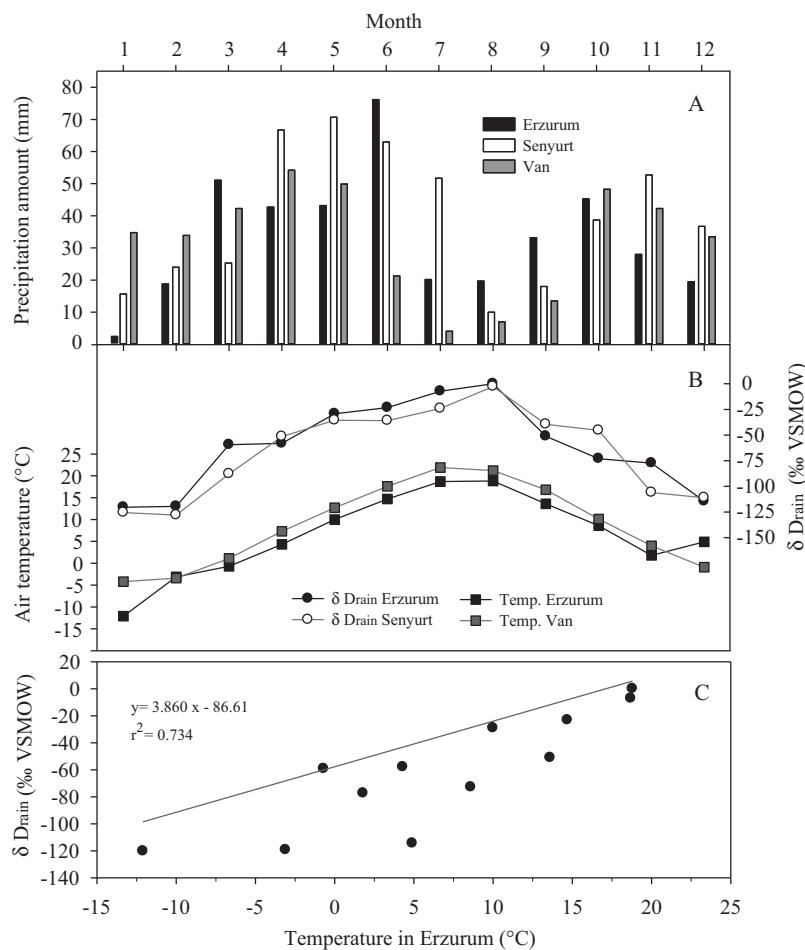 Month
1 2 3 4 5 6 7 8 9 10 11 12
A
Erzurum
Senyurt
Van
Precipitation amount (mm)
80
70
60
50
40
30
20
10
0
B
Air temperature (°C)
25
20
15
10
5
0
-5
-10
-15
0
-25
-50
-75
-100
-125
-150
δ Drain (‰ VSMOW)
δ Drain Erzurum
δ Drain Senyurt
Temp. Erzurum
Temp. Van
C
y= 3.860 x - 86.61
r2= 0.734
δ Drain (‰ VSMOW)
20
0
-20
-40
-60
-80
-100
-120
-140
-15 -10 -5 0 5 10 15 20 25
Temperature in Erzurum (°C)